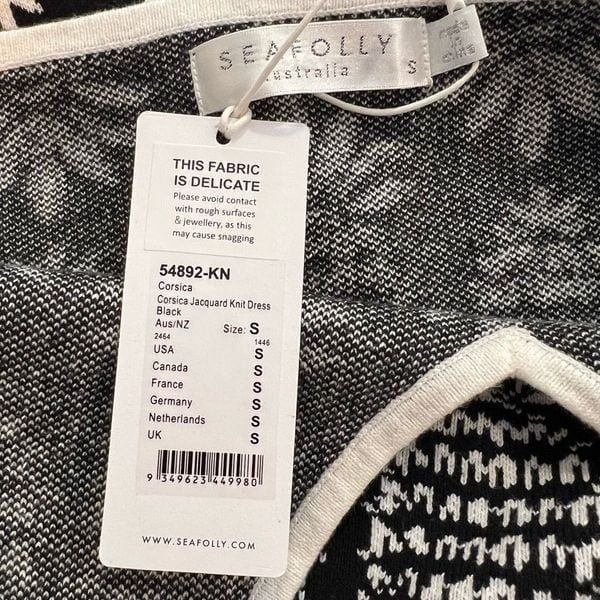 SEAFOLLY
australia
S
THIS FABRIC
IS DELICATE
Please avoid contact
with rough surfaces
& jewellery, as this
may cause snagging
54892-KN
Corsica
Corsica Jacquard Knit Dress
Black
Aus/NZ Size: S
2464 1446
USA S
Canada S
France S
Germany S
Netherlands S
UK S
9 349623 449980
WWW.SEAFOLLY.COM